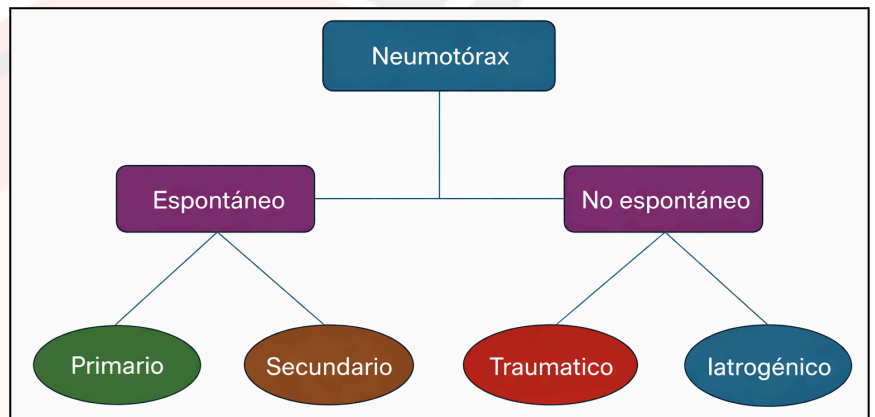 Neumotórax
Espontáneo
No espontáneo
Primario
Secundario
Traumatico
Iatrogénico